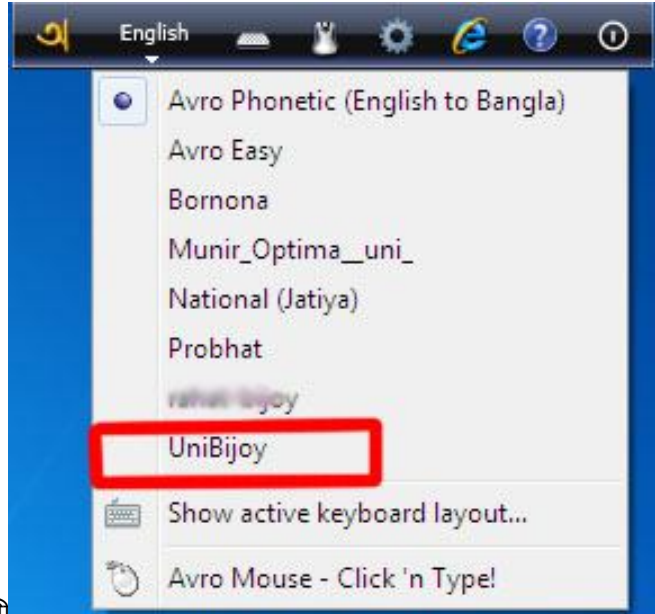 অ English
Avro Phonetic (English to Bangla)
Avro Easy
Bornona
Munir_Optima__uni_
National (Jatiya)
Probhat
UniBijoy
Show active keyboard layout...
Avro Mouse - Click 'n Type!